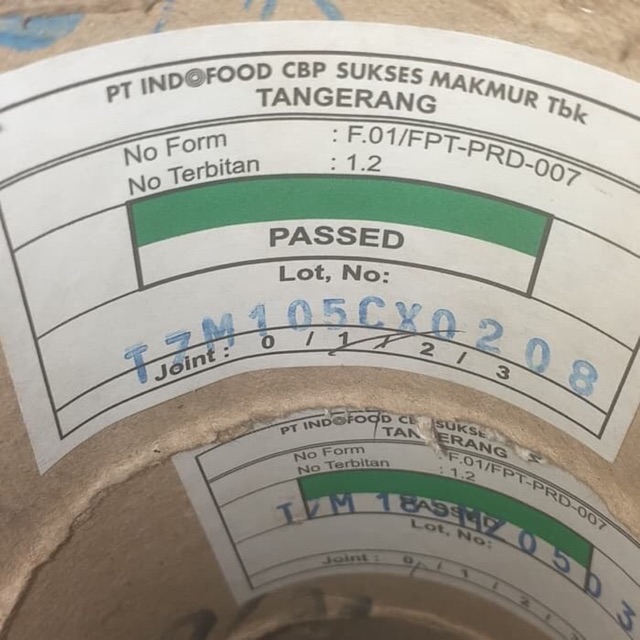 PT INDOFOOD CBP SUKSES MAKMUR Tbk
TANGERANG
No Form : F.01/FPT-PRD-007
No Terbitan : 1.2
PASSED
Lot, No:
T7M105CX0208
Joint : 0 / 1 / 2 / 3
PT INDOFOOD CBP SUKSE
TANGERANG
No Form : F.01/FPT-PRD-007
No Terbitan : 1.2
PASSED
Lot, No:
Joint : 0 / 1 / 2 /